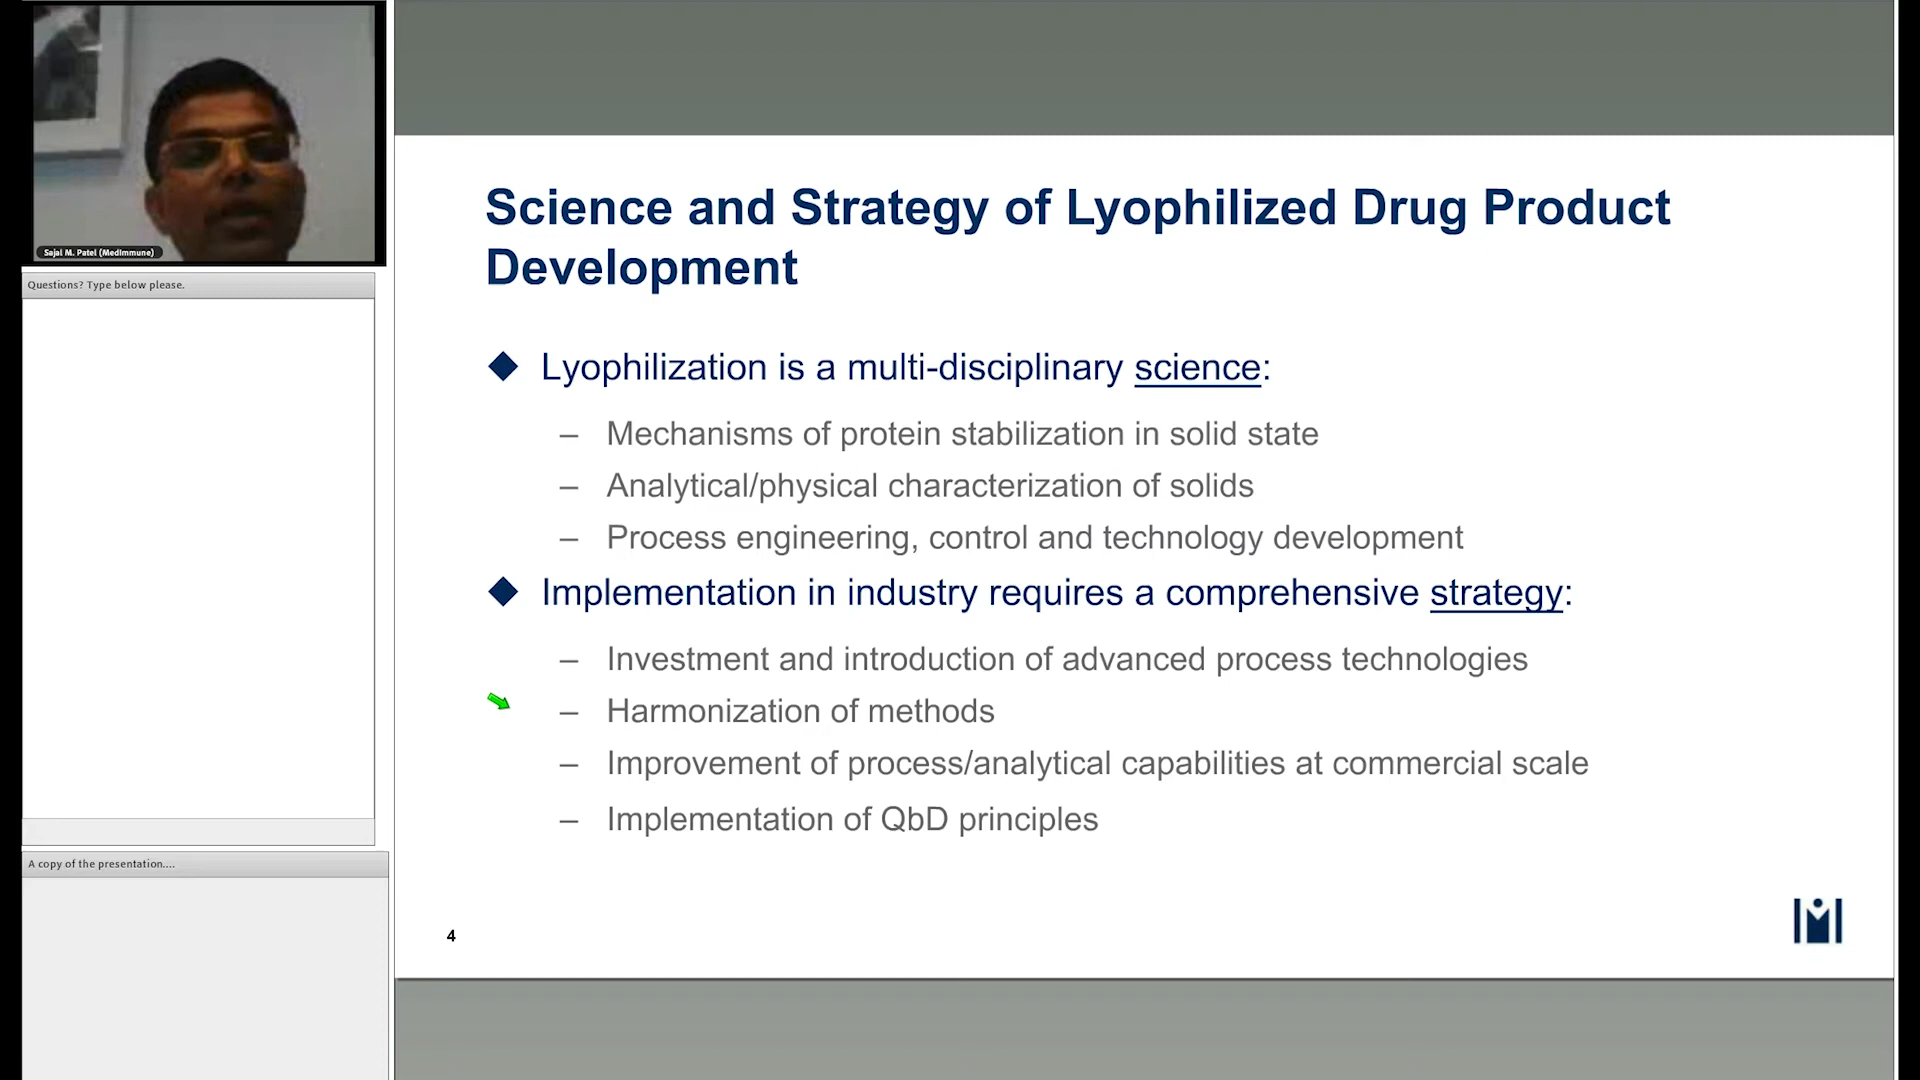 Sajal M. Patel (MedImmune)
Questions? Type below please.
A copy of the presentation....
Science and Strategy of Lyophilized Drug Product
Development
◆ Lyophilization is a multi-disciplinary science:
– Mechanisms of protein stabilization in solid state
– Analytical/physical characterization of solids
– Process engineering, control and technology development
◆ Implementation in industry requires a comprehensive strategy:
– Investment and introduction of advanced process technologies
– Harmonization of methods
– Improvement of process/analytical capabilities at commercial scale
– Implementation of QbD principles
4